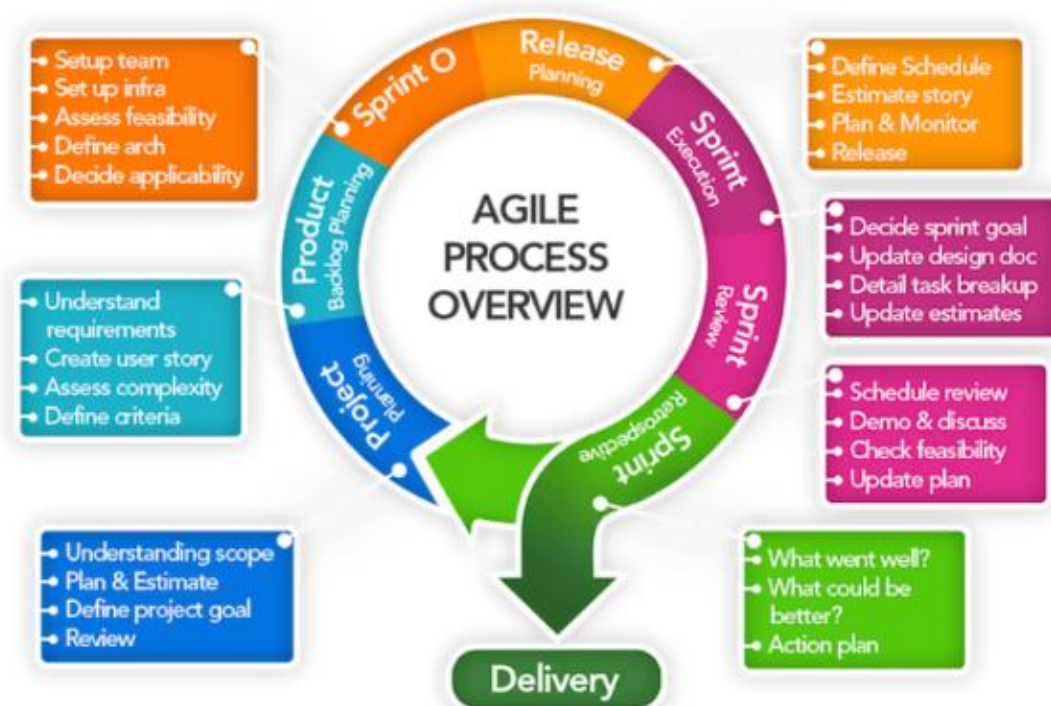 AGILE
PROCESS
OVERVIEW
Project
Planning
Understanding scope
Plan & Estimate
Define project goal
Review
Product
Backlog Planning
Understand
requirements
Create user story
Assess complexity
Define criteria
Sprint O
Setup team
Set up infra
Assess feasibility
Define arch
Decide applicability
Release
Planning
Define Schedule
Estimate story
Plan & Monitor
Release
Sprint
Execution
Decide sprint goal
Update design doc
Detail task breakup
Update estimates
Sprint
Review
Schedule review
Demo & discuss
Check feasibility
Update plan
Sprint
Retrospective
What went well?
What could be
better?
Action plan
Delivery